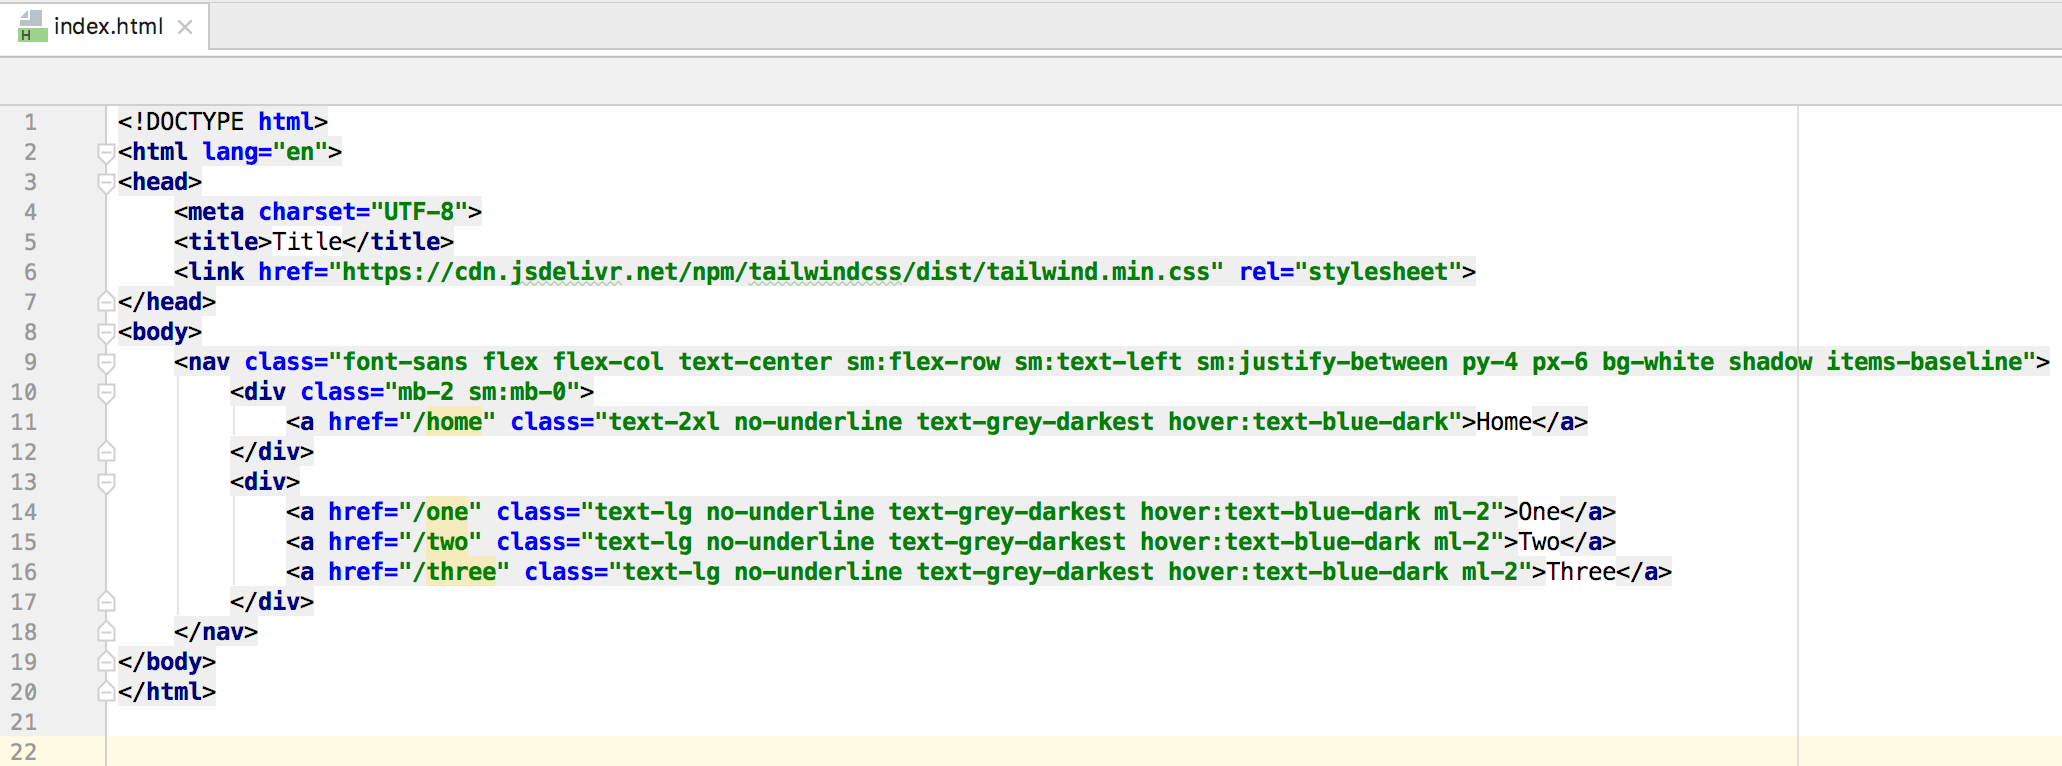 index.html
1 <!DOCTYPE html>
2 <html lang="en">
3 <head>
4     <meta charset="UTF-8">
5     <title>Title</title>
6     <link href="https://cdn.jsdelivr.net/npm/tailwindcss/dist/tailwind.min.css" rel="stylesheet">
7 </head>
8 <body>
9     <nav class="font-sans flex flex-col text-center sm:flex-row sm:text-left sm:justify-between py-4 px-6 bg-white shadow items-baseline">
10         <div class="mb-2 sm:mb-0">
11             <a href="/home" class="text-2xl no-underline text-grey-darkest hover:text-blue-dark">Home</a>
12         </div>
13         <div>
14             <a href="/one" class="text-lg no-underline text-grey-darkest hover:text-blue-dark ml-2">One</a>
15             <a href="/two" class="text-lg no-underline text-grey-darkest hover:text-blue-dark ml-2">Two</a>
16             <a href="/three" class="text-lg no-underline text-grey-darkest hover:text-blue-dark ml-2">Three</a>
17         </div>
18     </nav>
19 </body>
20 </html>
21
22